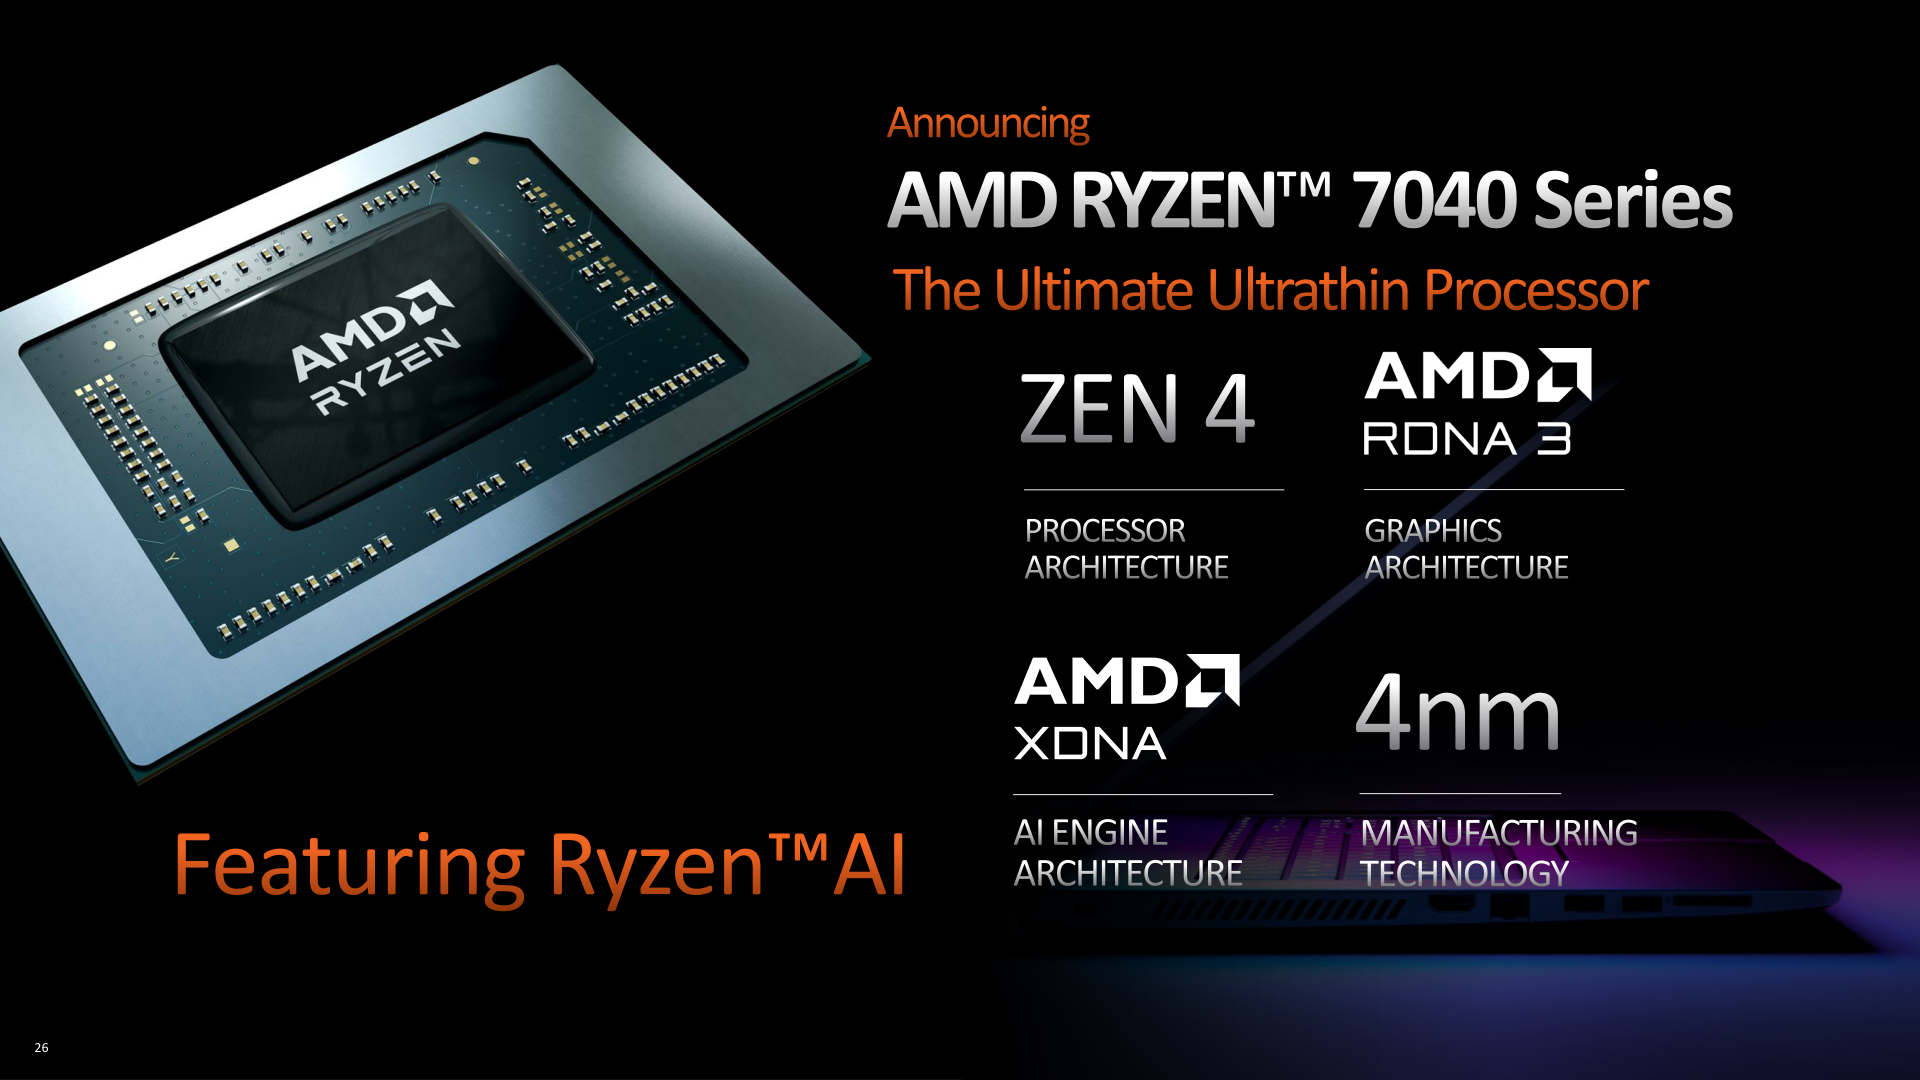 Announcing
AMD RYZEN™ 7040 Series
The Ultimate Ultrathin Processor
AMD
RYZEN
ZEN 4
PROCESSOR
ARCHITECTURE
AMD
RDNA 3
GRAPHICS
ARCHITECTURE
AMD
XDNA
AI ENGINE
ARCHITECTURE
4nm
MANUFACTURING
TECHNOLOGY
Featuring Ryzen™AI
26